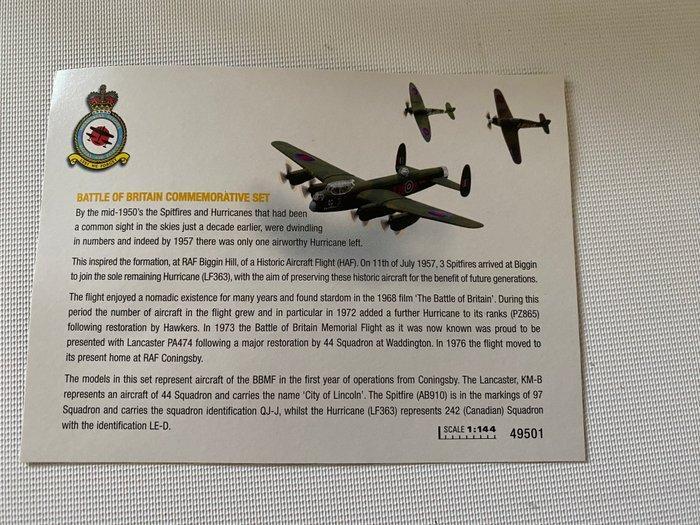 LEST WE FORGET
BATTLE OF BRITAIN COMMEMORATIVE SET
By the mid-1950's the Spitfires and Hurricanes that had been
a common sight in the skies just a decade earlier, were dwindling
in numbers and indeed by 1957 there was only one airworthy Hurricane left.
This inspired the formation, at RAF Biggin Hill, of a Historic Aircraft Flight (HAF). On 11th of July 1957, 3 Spitfires arrived at Biggin
to join the sole remaining Hurricane (LF363), with the aim of preserving these historic aircraft for the benefit of future generations.
The flight enjoyed a nomadic existence for many years and found stardom in the 1968 film 'The Battle of Britain'. During this
period the number of aircraft in the flight grew and in particular in 1972 added a further Hurricane to its ranks (PZ865)
following restoration by Hawkers. In 1973 the Battle of Britain Memorial Flight as it was now known was proud to be
presented with Lancaster PA474 following a major restoration by 44 Squadron at Waddington. In 1976 the flight moved to
its present home at RAF Coningsby.
The models in this set represent aircraft of the BBMF in the first year of operations from Coningsby. The Lancaster, KM-B
represents an aircraft of 44 Squadron and carries the name 'City of Lincoln'. The Spitfire (AB910) is in the markings of 97
Squadron and carries the squadron identification QJ-J, whilst the Hurricane (LF363) represents 242 (Canadian) Squadron
with the identification LE-D.
SCALE 1:144 49501